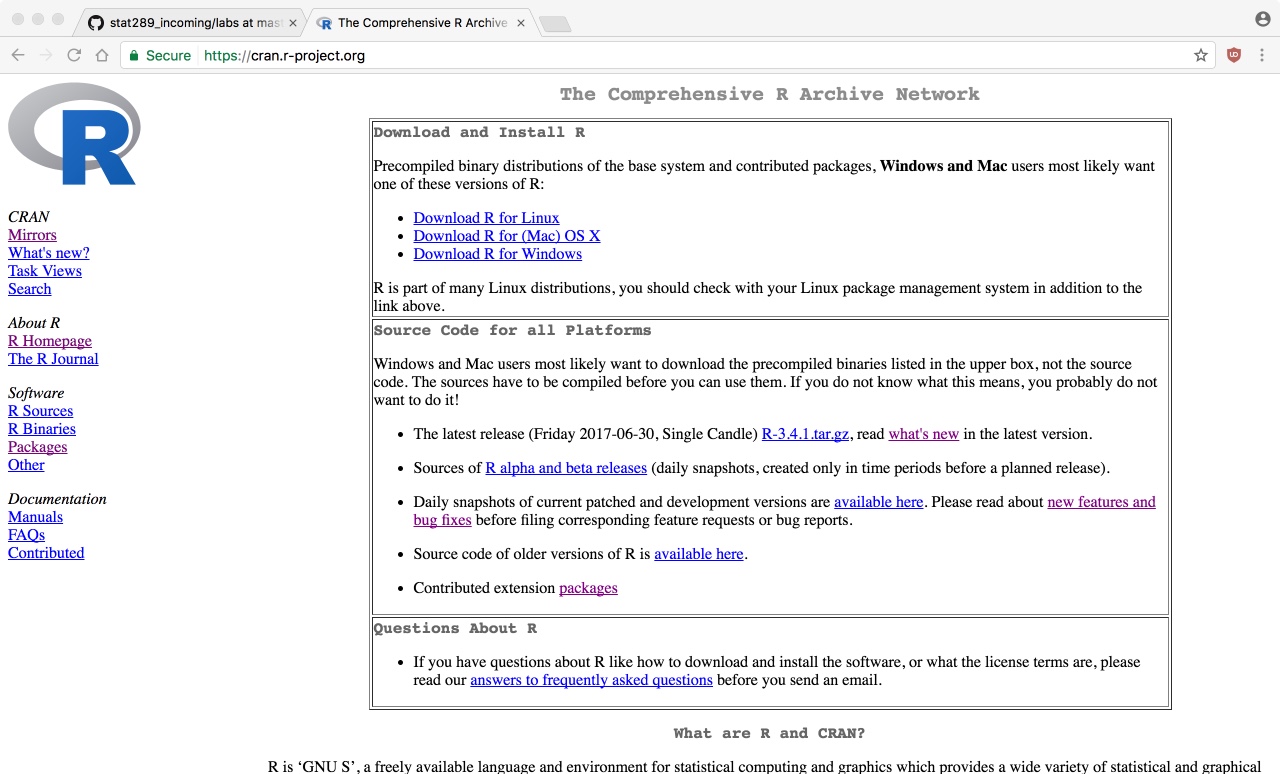 stat289_incoming/labs at mast
The Comprehensive R Archive
Secure
https://cran.r-project.org
R
CRAN
Mirrors
What's new?
Task Views
Search
About R
R Homepage
The R Journal
Software
R Sources
R Binaries
Packages
Other
Documentation
Manuals
FAQs
Contributed
The Comprehensive R Archive Network
Download and Install R
Precompiled binary distributions of the base system and contributed packages, Windows and Mac users most likely want
one of these versions of R:
• Download R for Linux
• Download R for (Mac) OS X
• Download R for Windows
R is part of many Linux distributions, you should check with your Linux package management system in addition to the
link above.
Source Code for all Platforms
Windows and Mac users most likely want to download the precompiled binaries listed in the upper box, not the source
code. The sources have to be compiled before you can use them. If you do not know what this means, you probably do not
want to do it!
• The latest release (Friday 2017-06-30, Single Candle) R-3.4.1.tar.gz, read what's new in the latest version.
• Sources of R alpha and beta releases (daily snapshots, created only in time periods before a planned release).
• Daily snapshots of current patched and development versions are available here. Please read about new features and
bug fixes before filing corresponding feature requests or bug reports.
• Source code of older versions of R is available here.
• Contributed extension packages
Questions About R
• If you have questions about R like how to download and install the software, or what the license terms are, please
read our answers to frequently asked questions before you send an email.
What are R and CRAN?
R is ‘GNU S’, a freely available language and environment for statistical computing and graphics which provides a wide variety of statistical and graphical